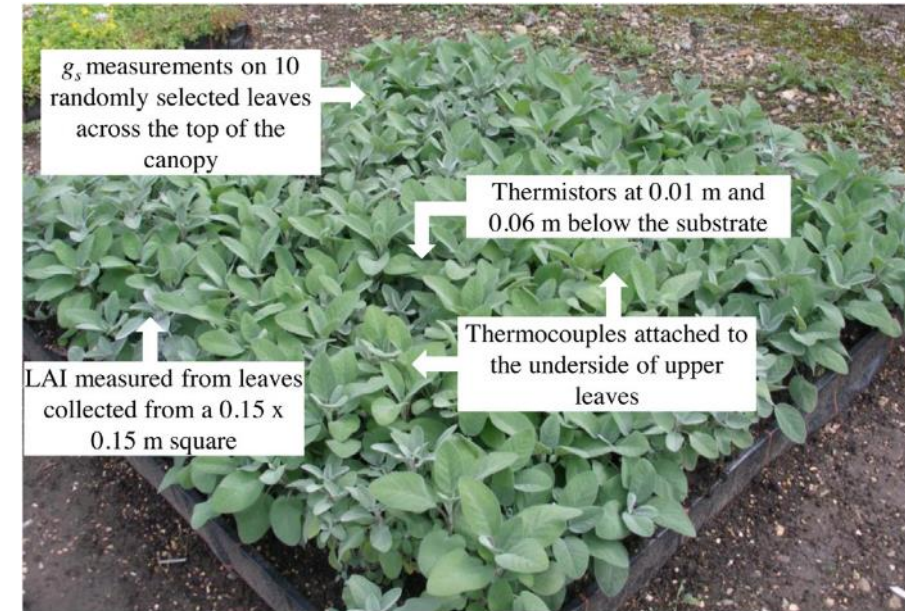 gs measurements on 10
randomly selected leaves
across the top of the
canopy
Thermistors at 0.01 m and
0.06 m below the substrate
Thermocouples attached to
the underside of upper
leaves
LAI measured from leaves
collected from a 0.15 x
0.15 m square